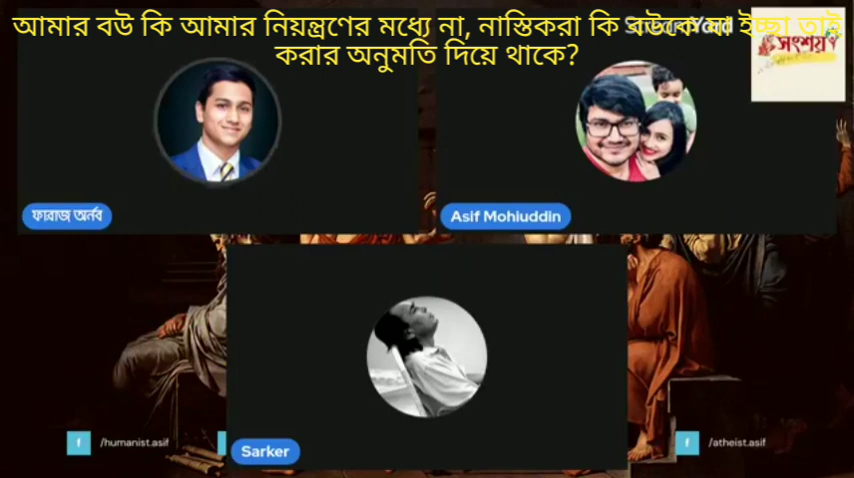 আমার বউ কি আমার নিয়ন্ত্রণের মধ্যে না, নাস্তিকরা কি বউকে যা ইচ্ছা তাই
করার অনুমতি দিয়ে থাকে?
StreamYard
সংশয়
ফারাজ অর্নব
Asif Mohiuddin
Sarker
/humanist.asif
/atheist.asif